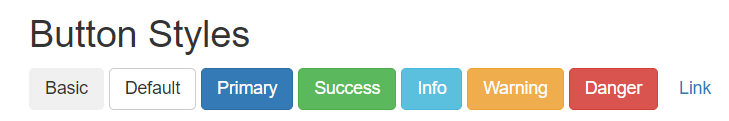 Button Styles
Basic Default Primary Success Info Warning Danger Link